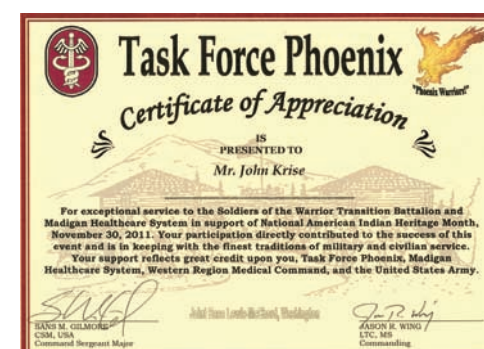 Task Force Phoenix
"Phoenix Warriors!"
Certificate of Appreciation
IS
PRESENTED TO
Mr. John Krise
For exceptional service to the Soldiers of the Warrior Transition Battalion and
Madigan Healthcare System in support of National American Indian Heritage Month,
November 30, 2011. Your participation directly contributed to the success of this
event and is in keeping with the finest traditions of military and civilian service.
Your support reflects great credit upon you, Task Force Phoenix, Madigan
Healthcare System, Western Region Medical Command, and the United States Army.
Joint Base Lewis-McChord, Washington
SANS M. GILMORE
CSM, USA
Command Sergeant Major
JASON R. WING
LTC, MS
Commanding